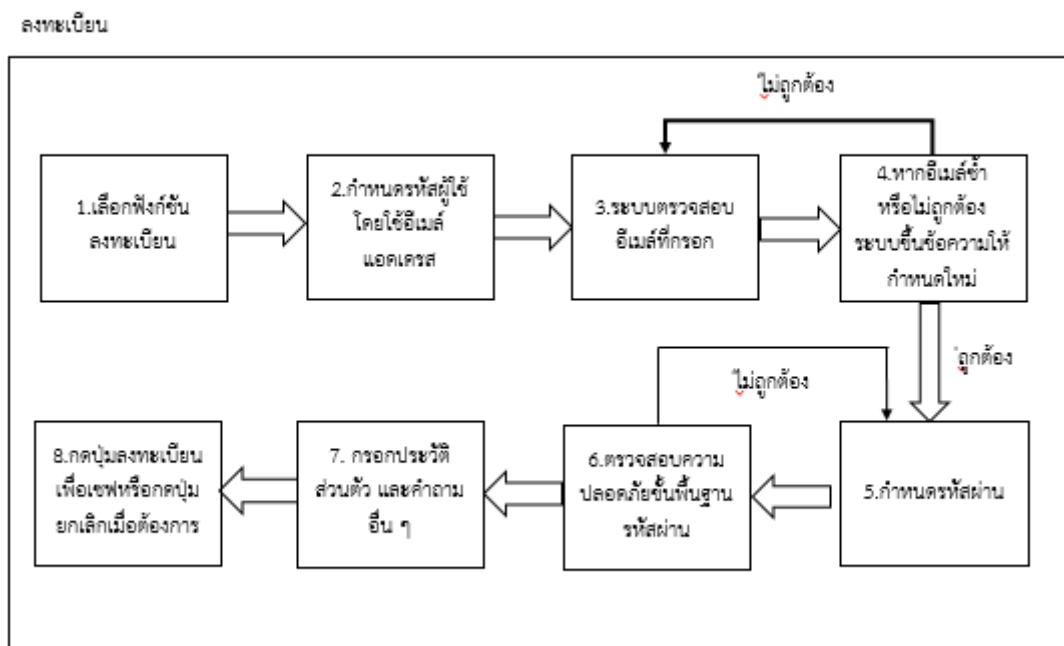 ลงทะเบียน
ไม่ถูกต้อง
1.เลือกฟังก์ชัน
ลงทะเบียน
2.กำหนดรหัสผู้ใช้
โดยใช้อีเมล์
แอดเดรส
3.ระบบตรวจสอบ
อีเมล์ที่กรอก
4.หากอีเมล์ซ้ำ
หรือไม่ถูกต้อง
ระบบขึ้นข้อความให้
กำหนดใหม่
ถูกต้อง
ไม่ถูกต้อง
5.กำหนดรหัสผ่าน
6.ตรวจสอบความ
ปลอดภัยขั้นพื้นฐาน
รหัสผ่าน
7. กรอกประวัติ
ส่วนตัว และคำถาม
อื่น ๆ
8.กดปุ่มลงทะเบียน
เพื่อเซฟหรือกดปุ่ม
ยกเลิกเมื่อต้องการ